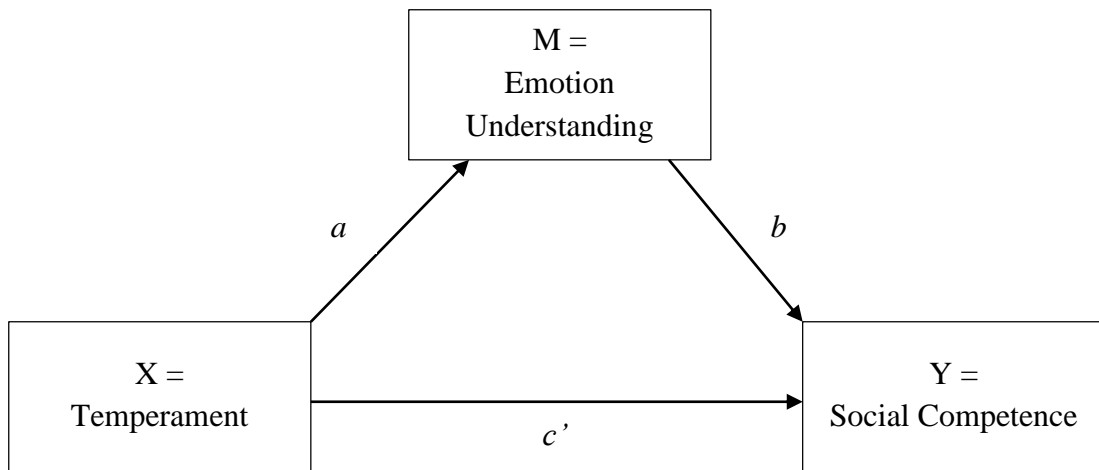 M =
Emotion
Understanding
a
b
X =
Temperament
Y =
Social Competence
c’